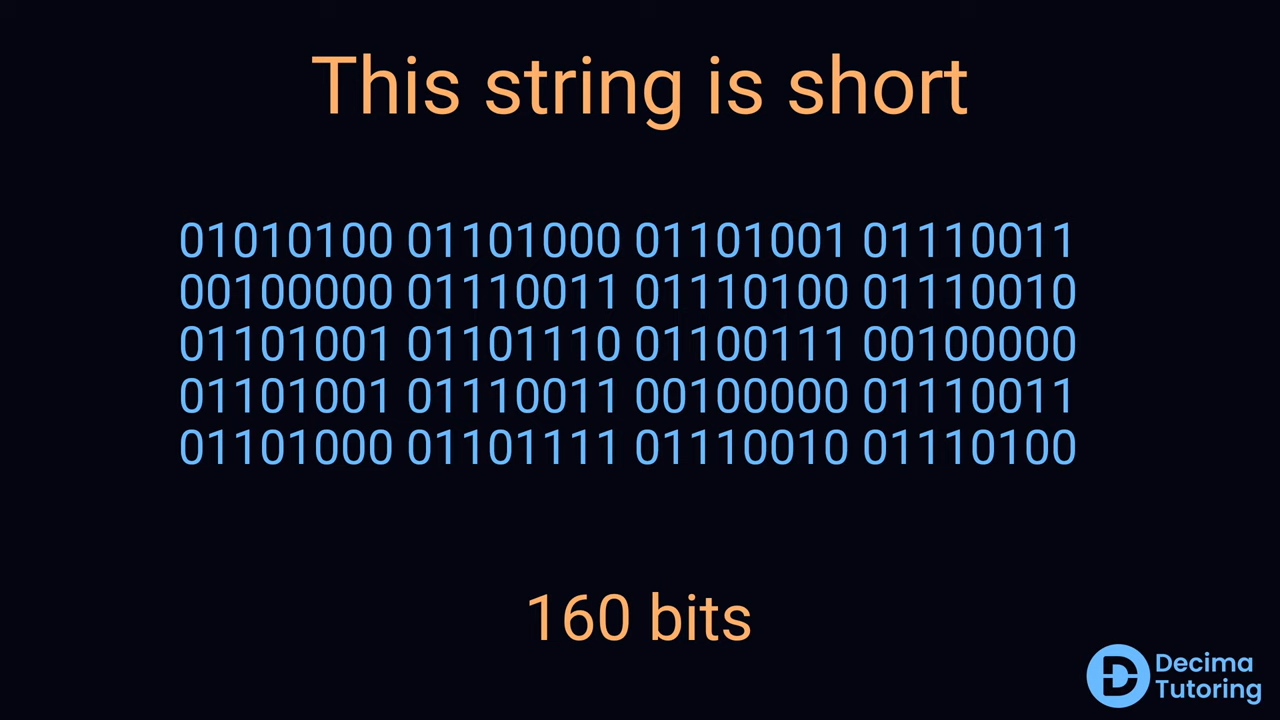 This string is short
01010100 01101000 01101001 01110011
00100000 01110011 01110100 01110010
01101001 01101110 01100111 00100000
01101001 01110011 00100000 01110011
01101000 01101111 01110010 01110100
160 bits
Decima
Tutoring